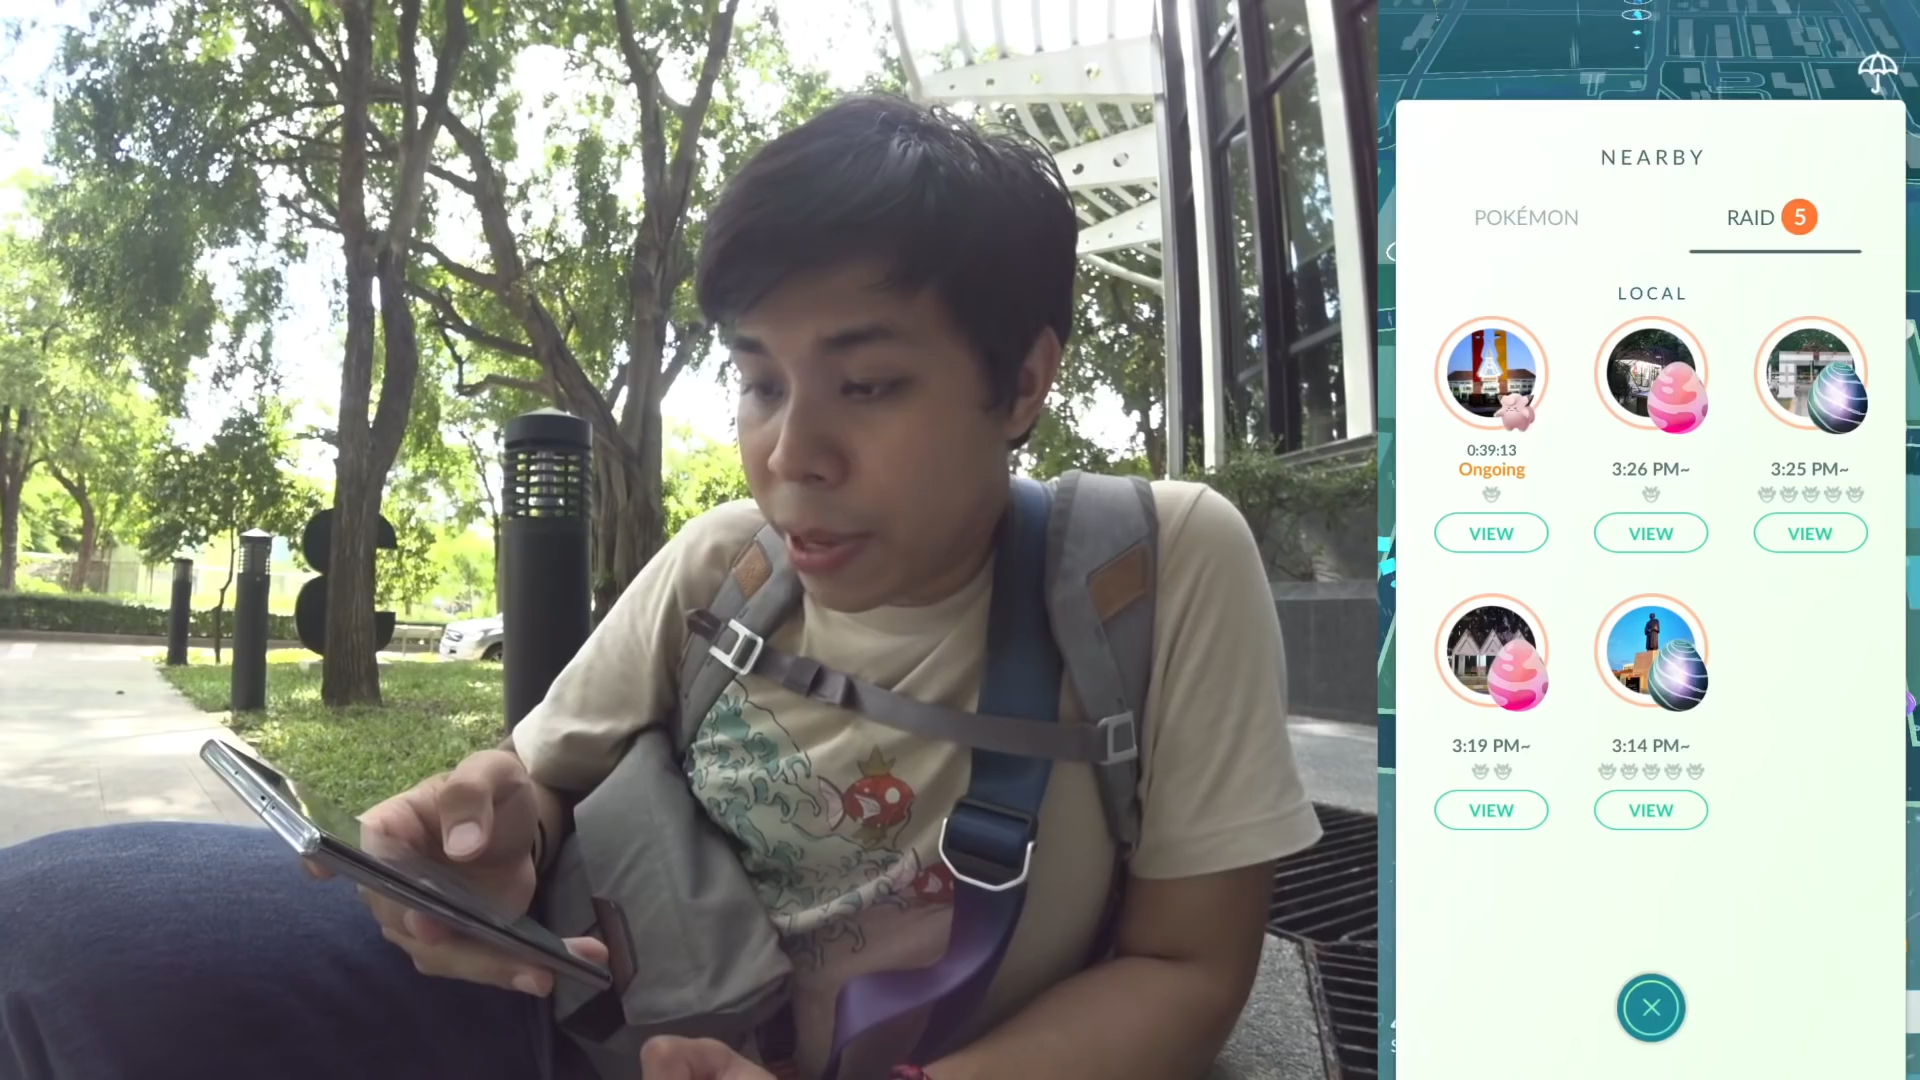 NEARBY
POKÉMON
RAID 5
LOCAL
0:39:13
Ongoing
3:26 PM~
3:25 PM~
VIEW
VIEW
VIEW
3:19 PM~
3:14 PM~
VIEW
VIEW